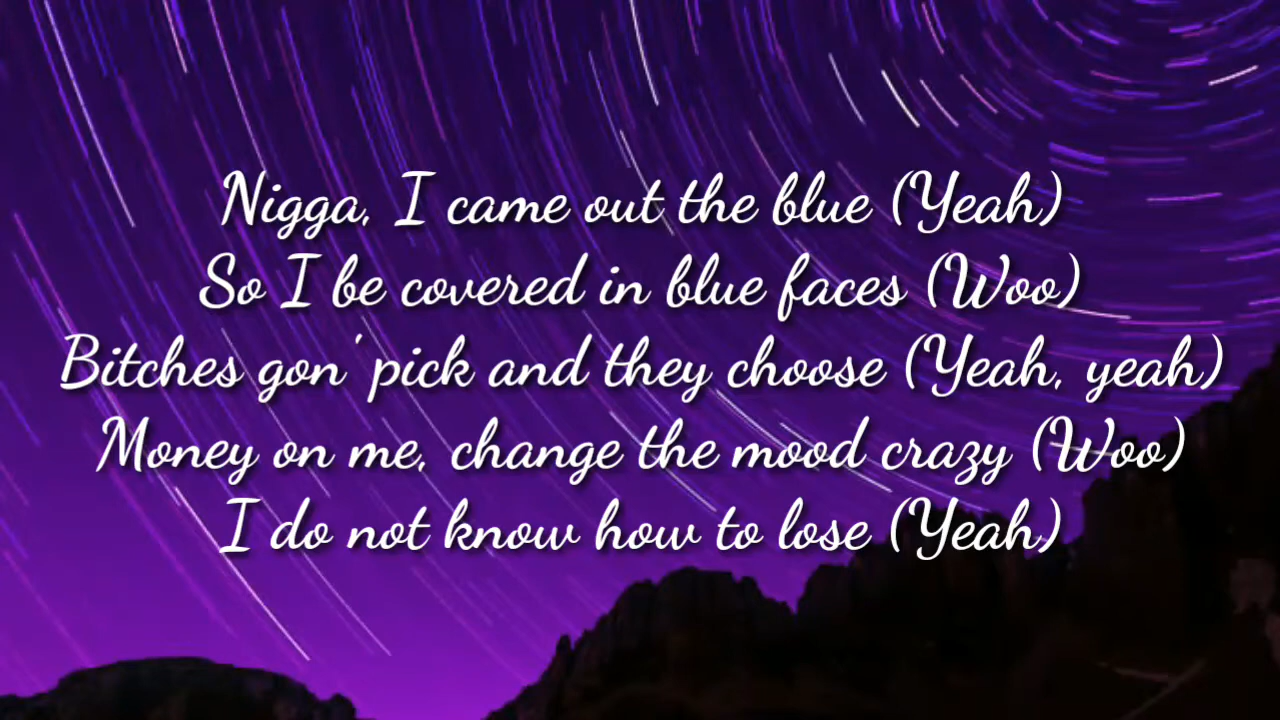 Nigga, I came out the blue (Yeah)
So I be covered in blue faces (Woo)
Bitches gon' pick and they choose (Yeah, yeah)
Money on me, change the mood crazy (Woo)
I do not know how to lose (Yeah)